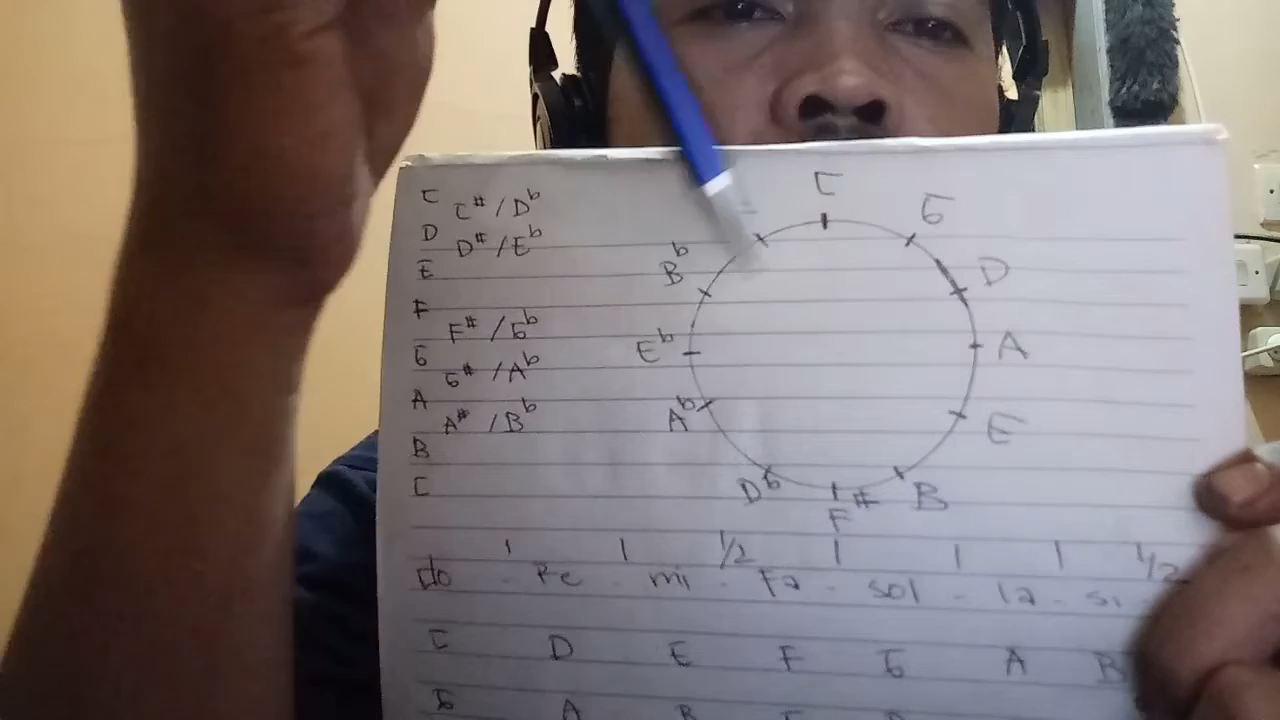 C
C# / Db
D
D# / Eb
E
F
F# / Gb
G
G# / Ab
A
A# / Bb
B
C
C
G
D
A
E
B
F#
Db
Ab
Eb
Bb
1 1 1/2 1 1 1 1/2
do - re - mi - fa - sol - la - si
C D E F G A B
G A B